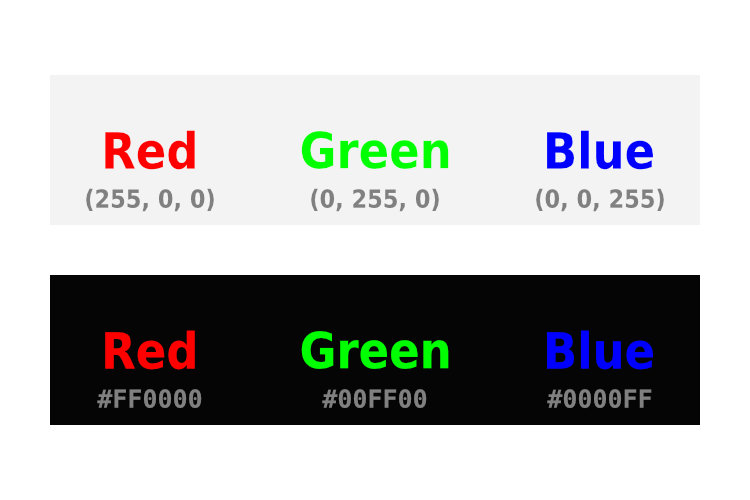 Red Green Blue
(255, 0, 0) (0, 255, 0) (0, 0, 255)
Red Green Blue
#FF0000 #00FF00 #0000FF